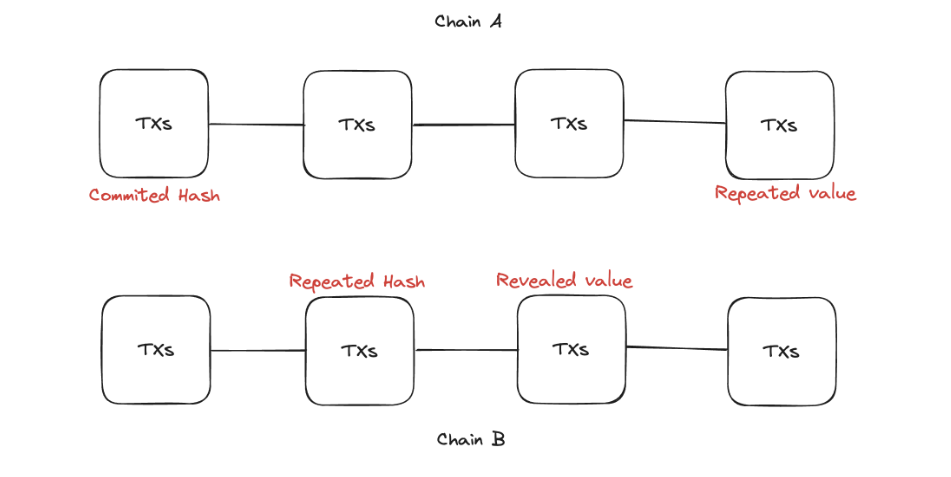 Chain A
TXs
TXs
TXs
TXs
Commited Hash
Repeated value
Repeated Hash
Revealed value
TXs
TXs
TXs
TXs
Chain B